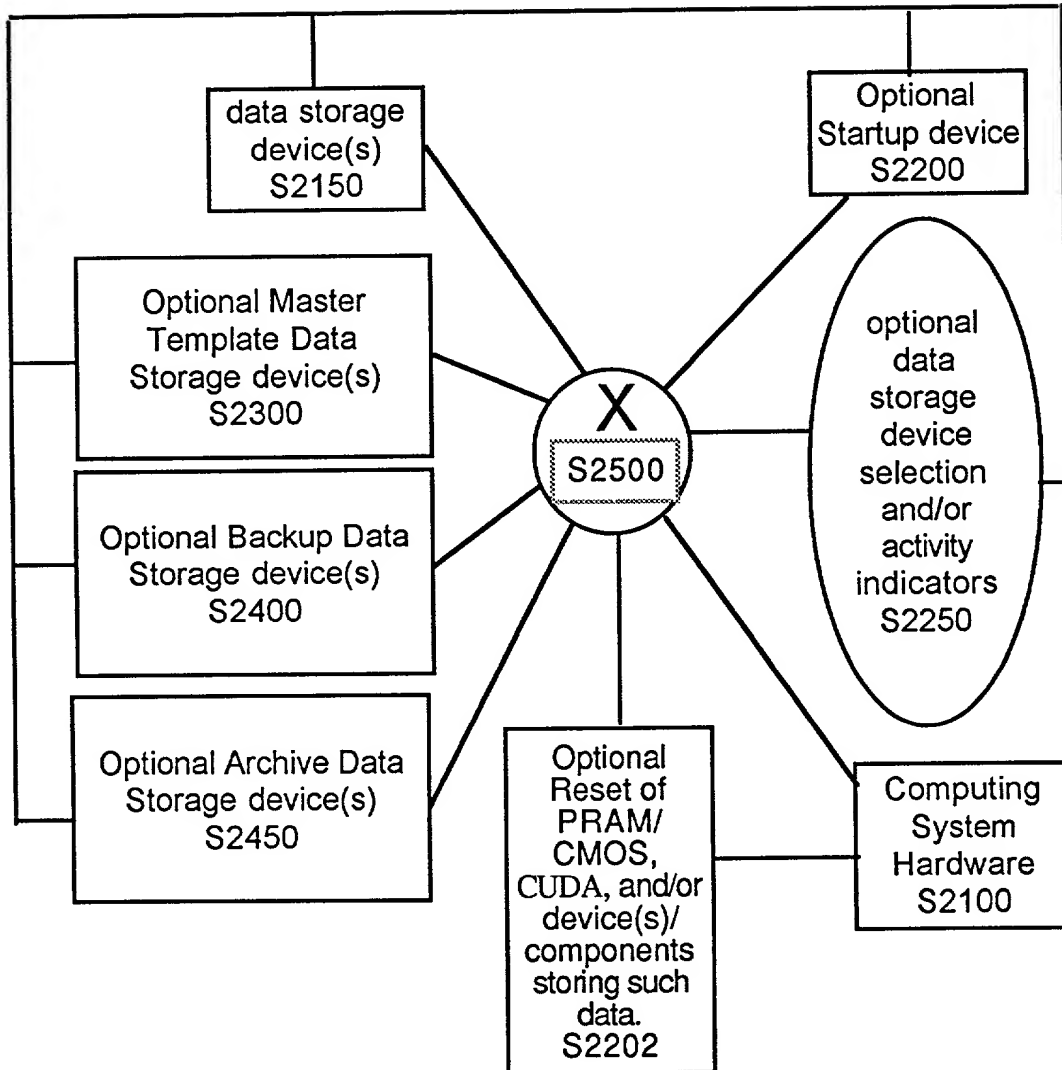 data storage
device(s)
S2150
Optional
Startup device
S2200
Optional Master
Template Data
Storage device(s)
S2300
X
S2500
optional
data
storage
device
selection
and/or
activity
indicators
S2250
Optional Backup Data
Storage device(s)
S2400
Optional Archive Data
Storage device(s)
S2450
Optional
Reset of
PRAM/
CMOS,
CUDA, and/or
device(s)/
components
storing such
data.
S2202
Computing
System
Hardware
S2100